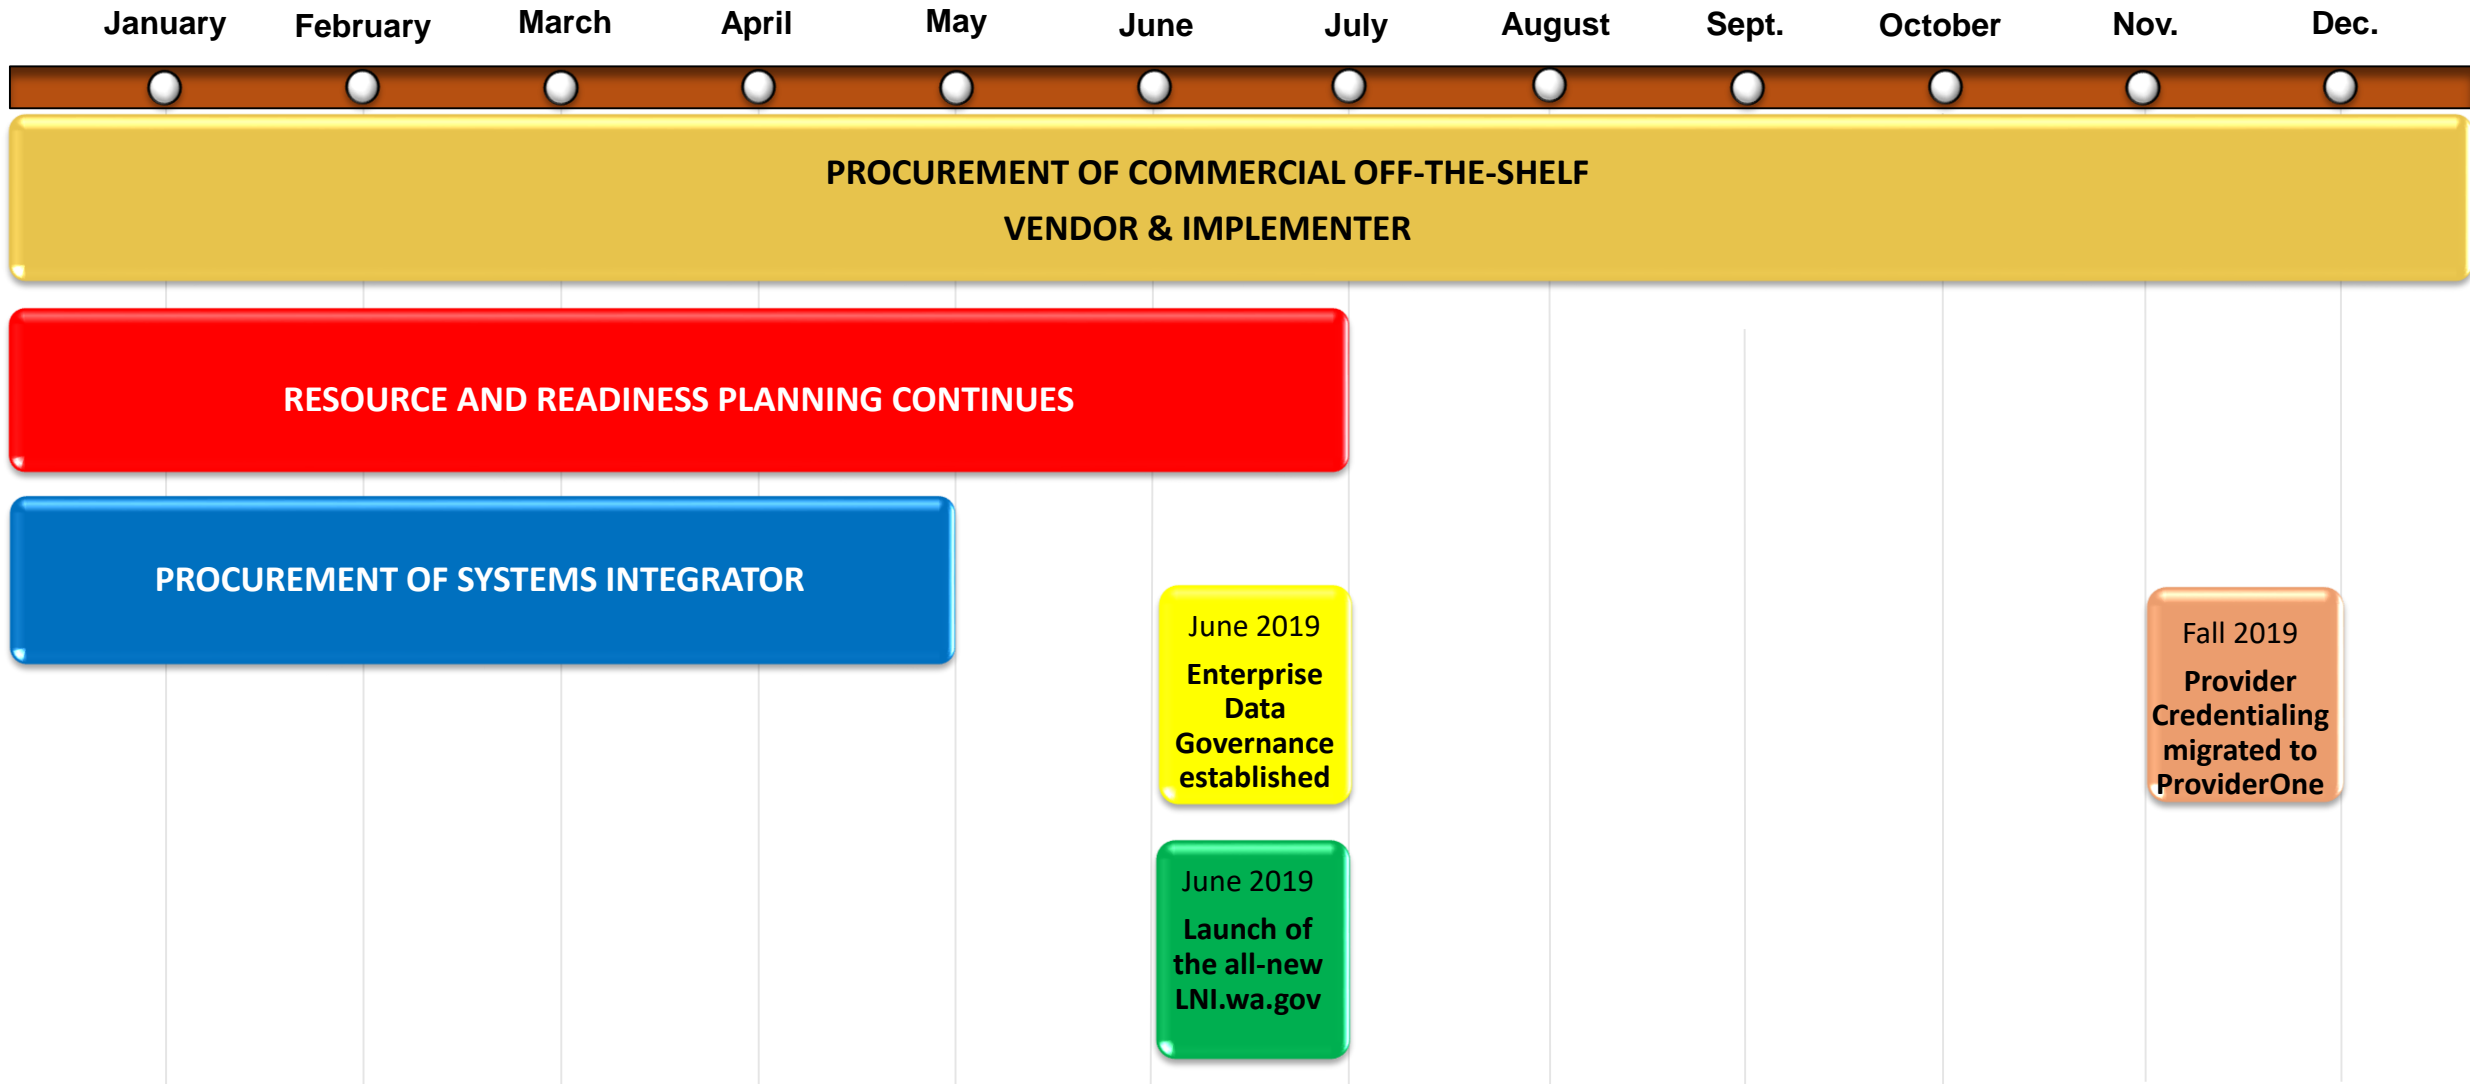 January February March April May June July August Sept. October Nov. Dec.
PROCUREMENT OF COMMERCIAL OFF-THE-SHELF
VENDOR & IMPLEMENTER
RESOURCE AND READINESS PLANNING CONTINUES
PROCUREMENT OF SYSTEMS INTEGRATOR
June 2019
Enterprise
Data
Governance
established
Fall 2019
Provider
Credentialing
migrated to
ProviderOne
June 2019
Launch of
the all-new
LNI.wa.gov